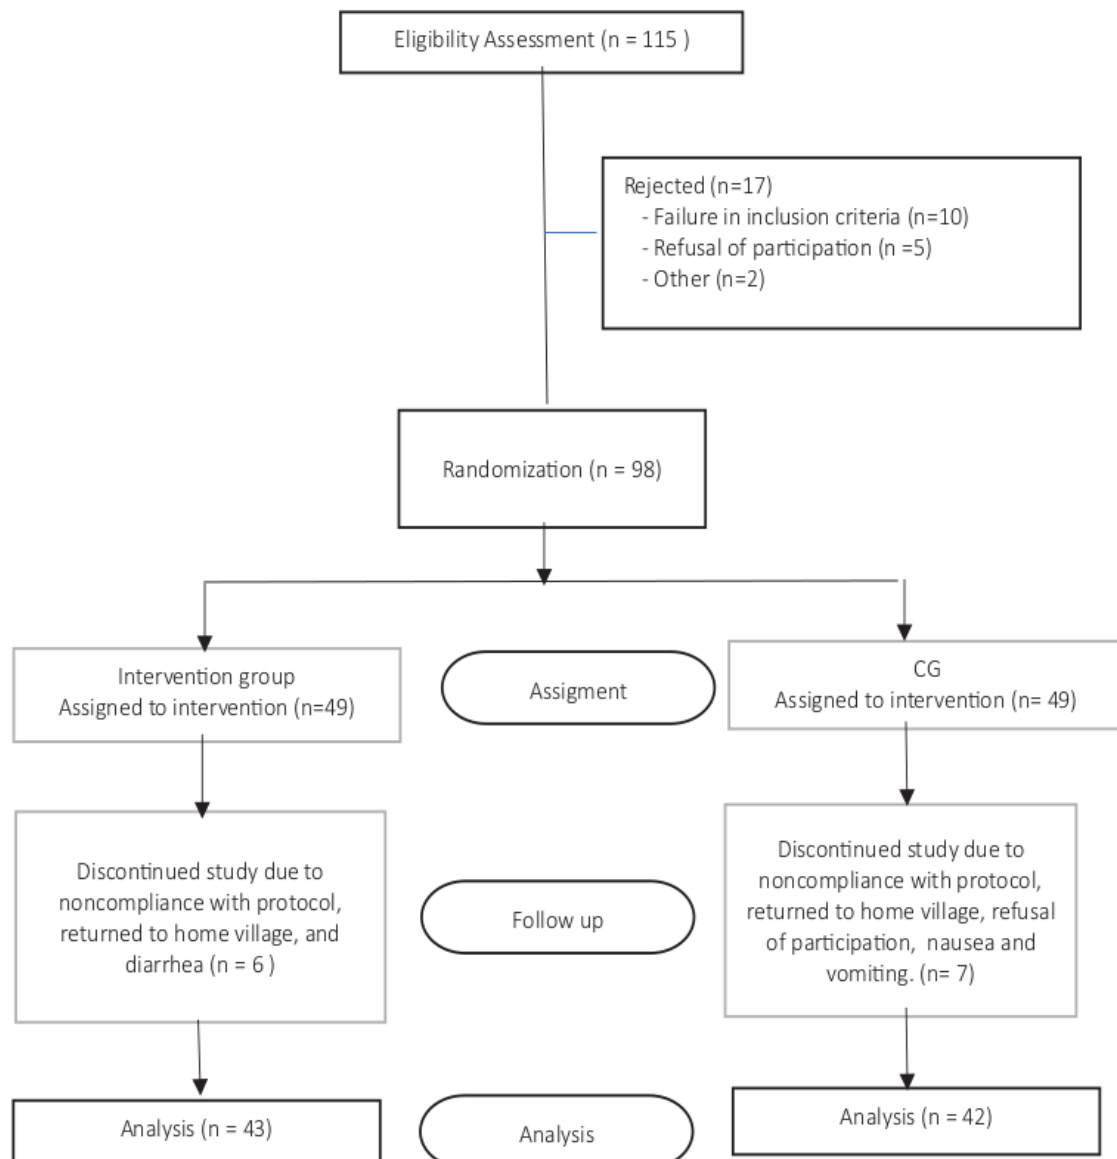 Eligibility Assessment (n = 115 )
Rejected (n=17)
- Failure in inclusion criteria (n=10)
- Refusal of participation (n =5)
- Other (n=2)
Randomization (n = 98)
Intervention group
Assigned to intervention (n=49)
Assigment
CG
Assigned to intervention (n= 49)
Discontinued study due to
noncompliance with protocol,
returned to home village, and
diarrhea (n = 6 )
Follow up
Discontinued study due to
noncompliance with protocol,
returned to home village, refusal
of participation, nausea and
vomiting. (n= 7)
Analysis (n = 43)
Analysis
Analysis (n = 42)